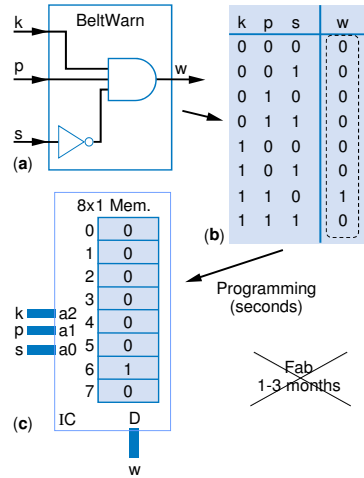 BeltWarn
k
p
w
s
(a)
k p s w
0 0 0 0
0 0 1 0
0 1 0 0
0 1 1 0
1 0 0 0
1 0 1 0
1 1 0 1
1 1 1 0
(b)
8x1 Mem.
0 0
1 0
2 0
3 0
4 0
5 0
6 1
7 0
k a2
p a1
s a0
(c) IC D
w
Programming
(seconds)
Fab
1-3 months